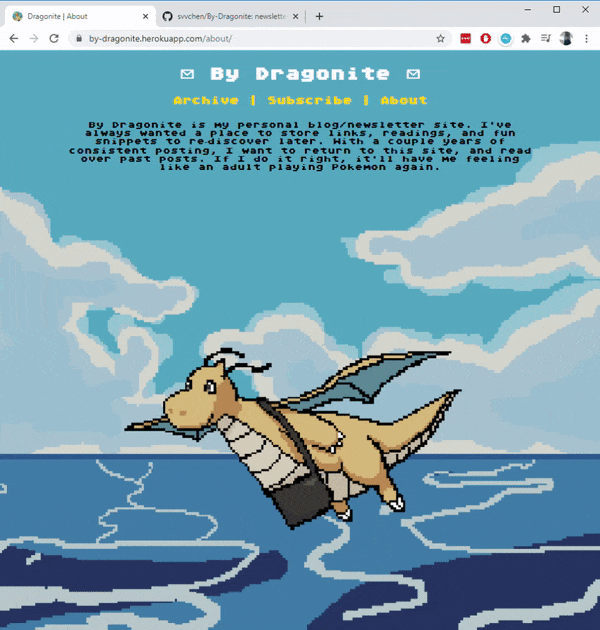 Dragonite | About
svvchen/By-Dragonite: newslette
by-dragonite.herokuapp.com/about/
By Dragonite
Archive | Subscribe | About
By Dragonite is my personal blog/newsletter site. I've
always wanted a place to store links, readings, and fun
snippets to re-discover later. With a couple years of
consistent posting, I want to return to this site, and read
over past posts. If I do it right, it'll have me feeling
like an adult playing Pokemon again.